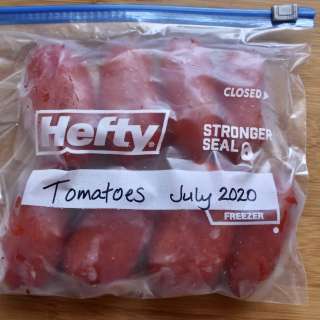 CLOSED
Hefty
STRONGER
SEAL
Tomatoes July 2020
FREEZER